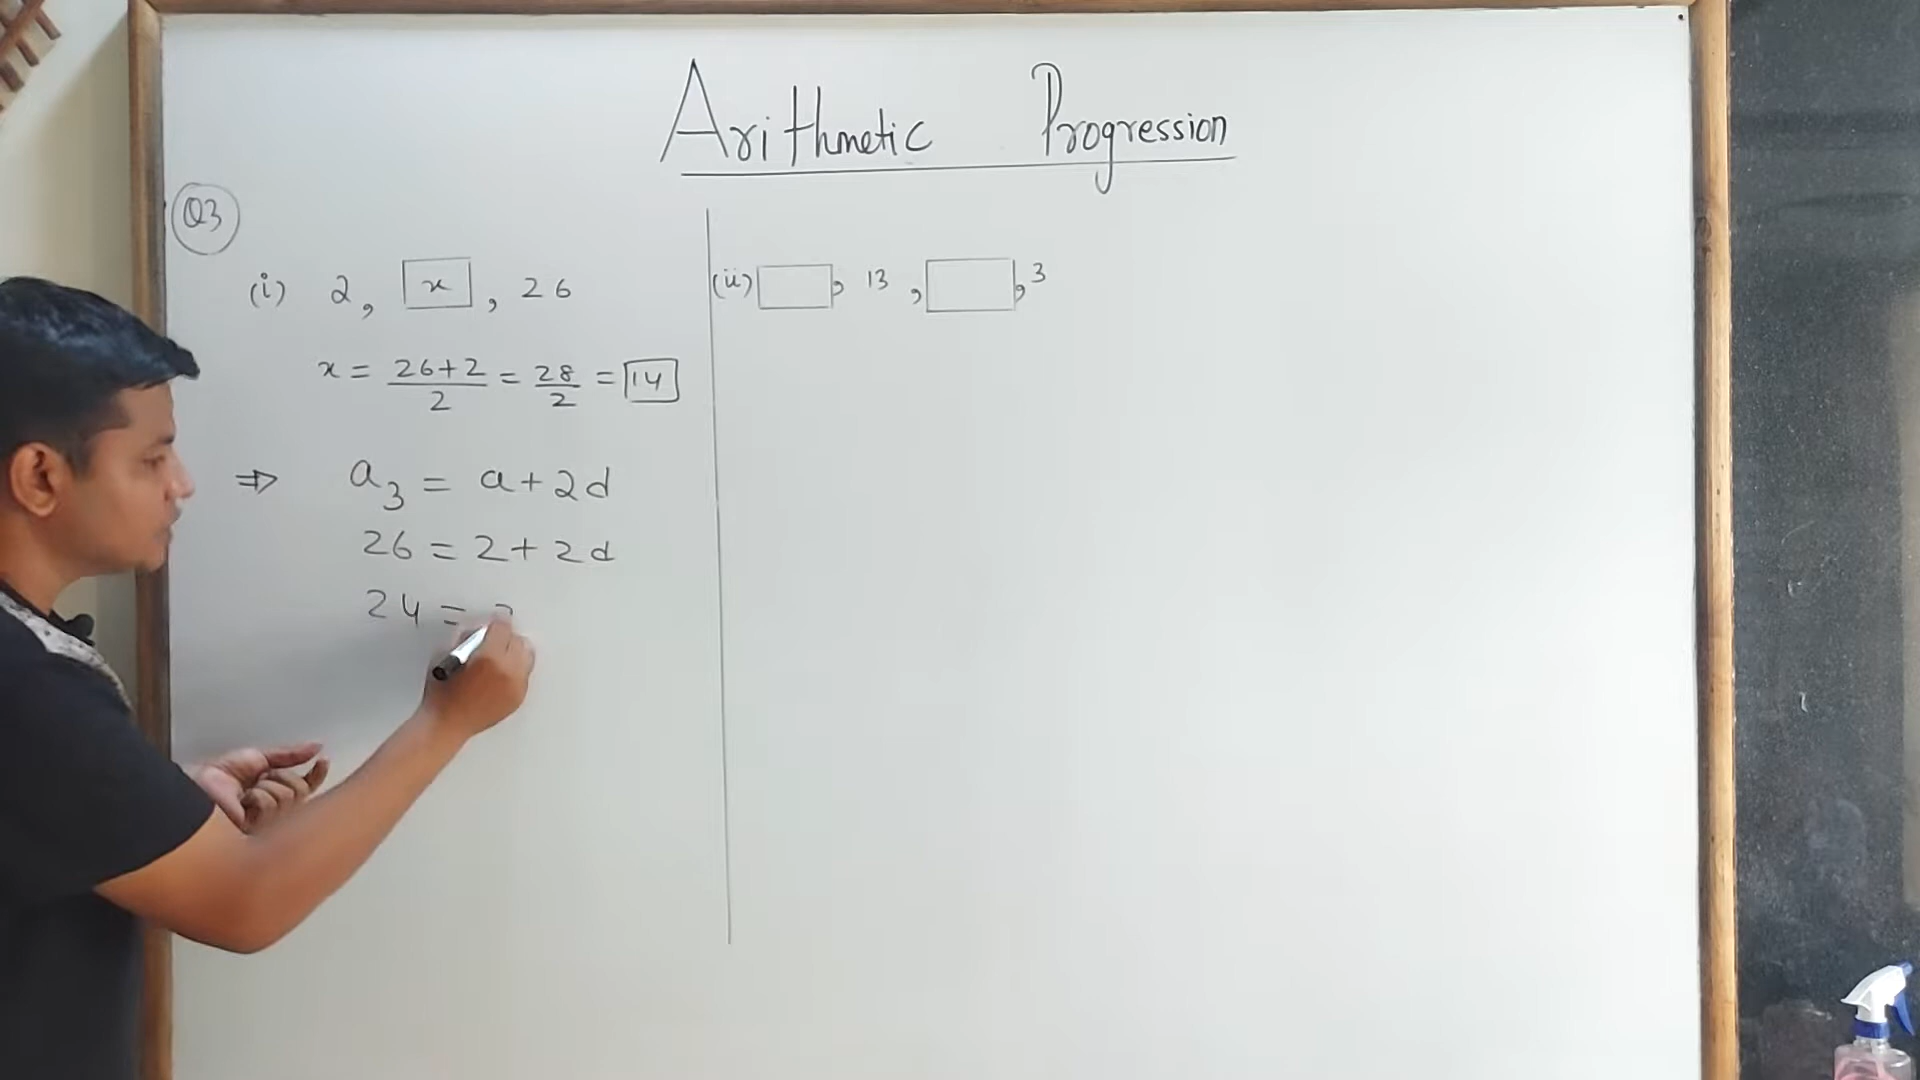 Arithmetic Progression
Q3
(i) 2, x, 26
x = 26+2/2 = 28/2 = 14
⇒ a₃ = a + 2d
26 = 2 + 2d
24 =
(ii) , 13 , , 3